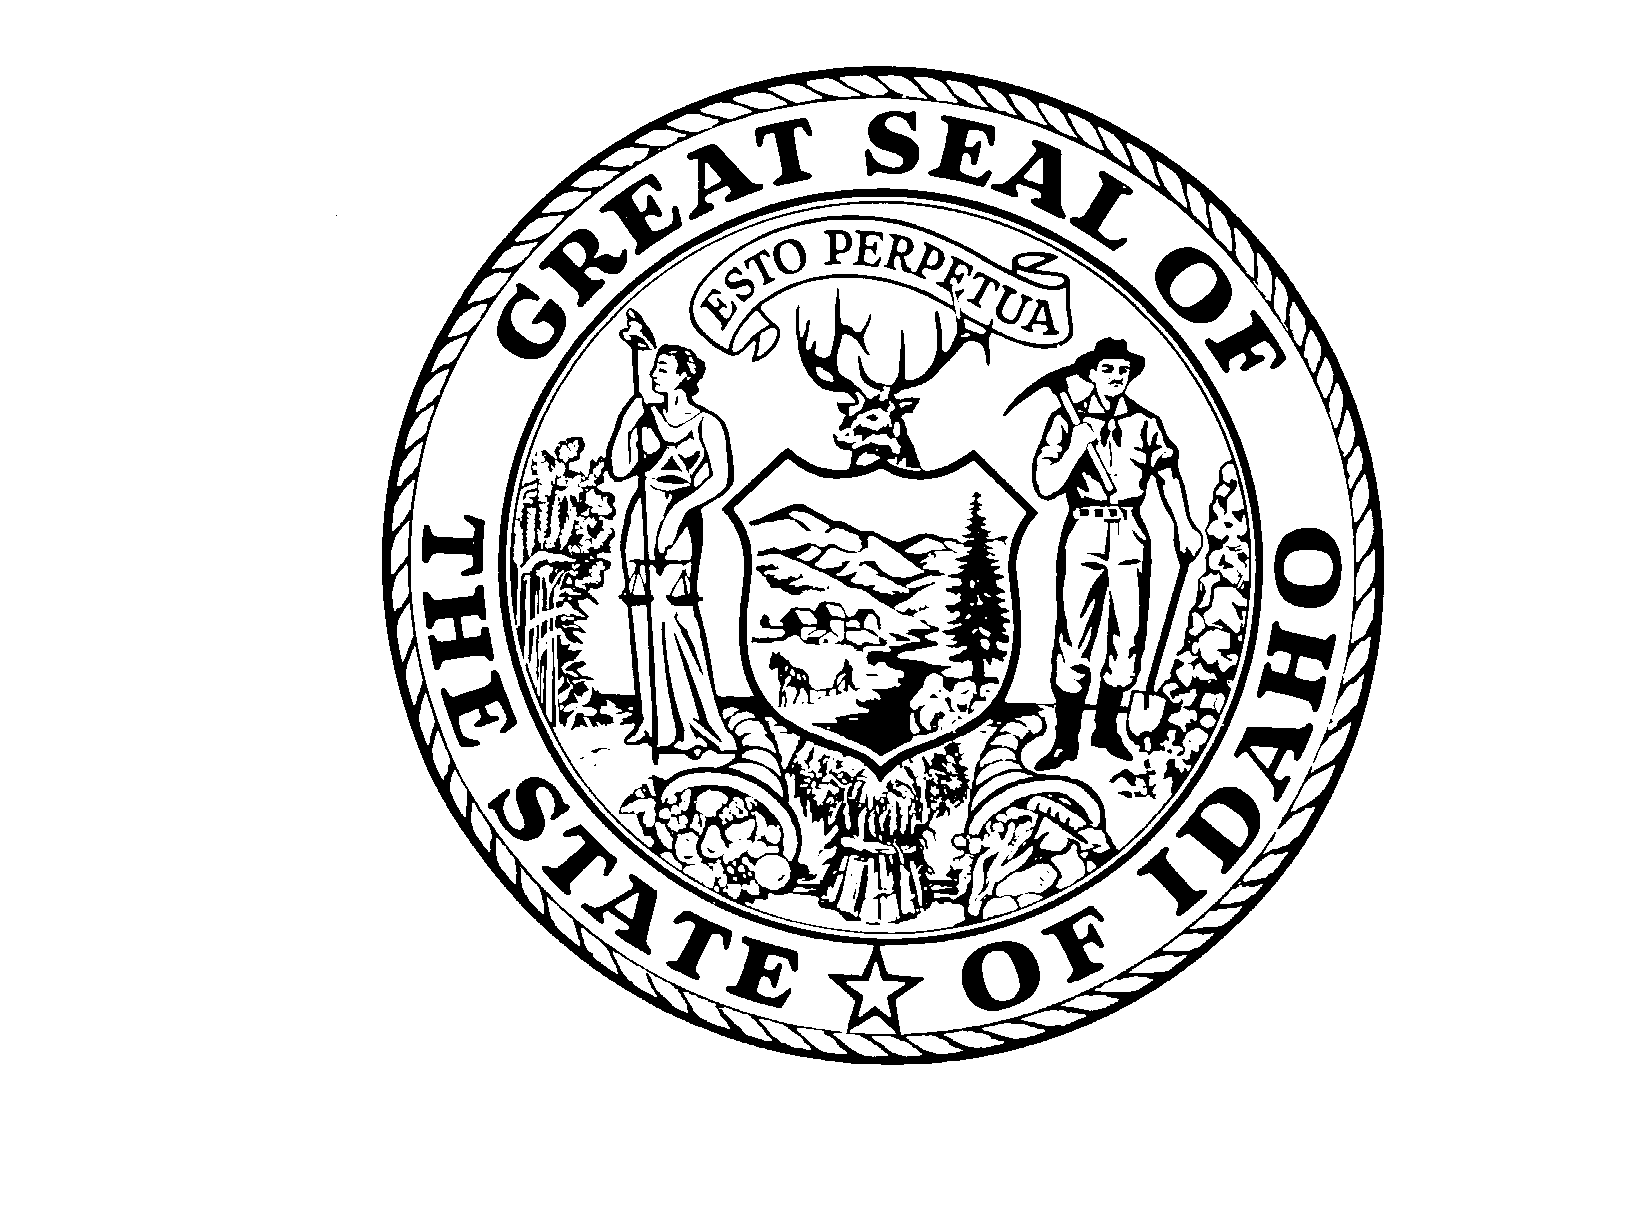 GREAT SEAL OF
THE STATE ☆ OF IDAHO
ESTO PERPETUA